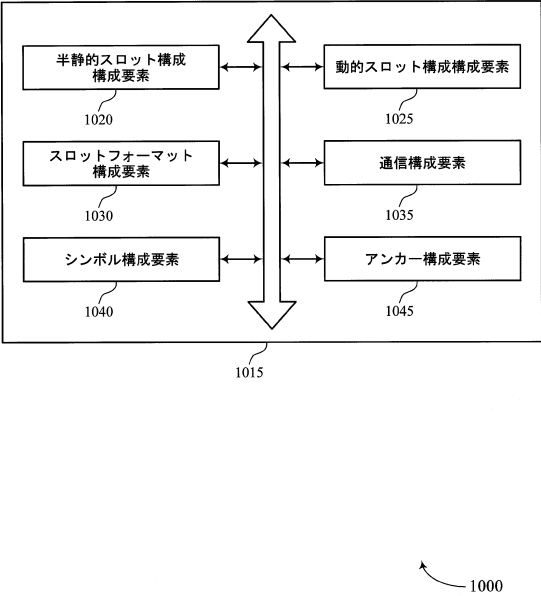 半静的スロット構成
構成要素
1020
動的スロット構成構成要素
1025
スロットフォーマット
構成要素
1030
通信構成要素
1035
シンボル構成要素
1040
アンカー構成要素
1045
1015
1000